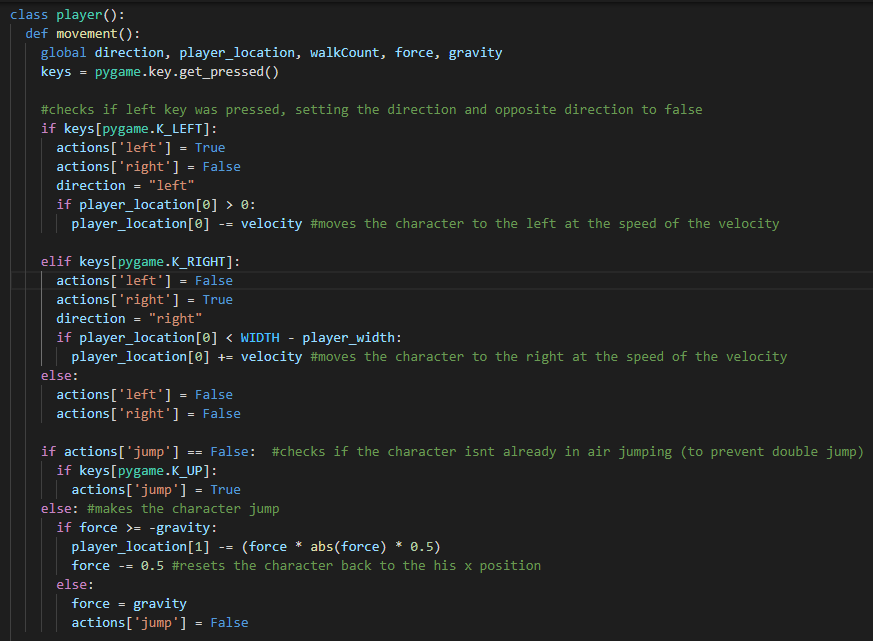 class player():
  def movement():
    global direction, player_location, walkCount, force, gravity
    keys = pygame.key.get_pressed()

    #checks if left key was pressed, setting the direction and opposite direction to false
    if keys[pygame.K_LEFT]:
      actions['left'] = True
      actions['right'] = False
      direction = "left"
      if player_location[0] > 0:
        player_location[0] -= velocity #moves the character to the left at the speed of the velocity

    elif keys[pygame.K_RIGHT]:
      actions['left'] = False
      actions['right'] = True
      direction = "right"
      if player_location[0] < WIDTH - player_width:
        player_location[0] += velocity #moves the character to the right at the speed of the velocity
    else:
      actions['left'] = False
      actions['right'] = False

    if actions['jump'] == False:  #checks if the character isnt already in air jumping (to prevent double jump)
      if keys[pygame.K_UP]:
        actions['jump'] = True
    else: #makes the character jump
      if force >= -gravity:
        player_location[1] -= (force * abs(force) * 0.5)
        force -= 0.5 #resets the character back to the his x position
      else:
        force = gravity
        actions['jump'] = False